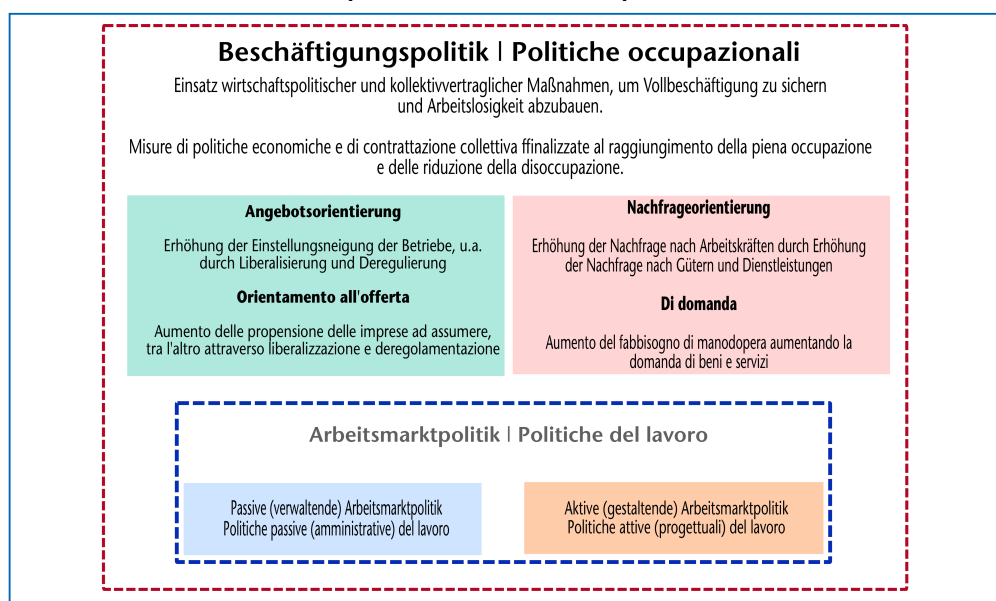 Beschäftigungspolitik | Politiche occupazionali
Einsatz wirtschaftspolitischer und kollektivvertraglicher Maßnahmen, um Vollbeschäftigung zu sichern
und Arbeitslosigkeit abzubauen.
Misure di politiche economiche e di contrattazione collettiva ffinalizzate al raggiungimento della piena occupazione
e delle riduzione della disoccupazione.
Angebotsorientierung
Erhöhung der Einstellungsneigung der Betriebe, u.a.
durch Liberalisierung und Deregulierung
Orientamento all'offerta
Aumento delle propensione delle imprese ad assumere,
tra l'altro attraverso liberalizzazione e deregolamentazione
Nachfrageorientierung
Erhöhung der Nachfrage nach Arbeitskräften durch Erhöhung
der Nachfrage nach Gütern und Dienstleistungen
Di domanda
Aumento del fabbisogno di manodopera aumentando la
domanda di beni e servizi
Arbeitsmarktpolitik | Politiche del lavoro
Passive (verwaltende) Arbeitsmarktpolitik
Politiche passive (amministrative) del lavoro
Aktive (gestaltende) Arbeitsmarktpolitik
Politiche attive (progettuali) del lavoro